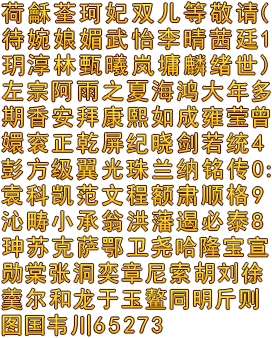 荷龢荃珂妃双儿等敬请(
待婉娘媚武怡李晴茜廷1
玥淳林甄曦岚墉麟绪世)
左宗阿雨之夏海鸿大年多
期香安拜康熙如成雍莹曾
嬛衮正乾屏纪晓剑若统4
彭方级翼光珠兰纳铭传0:
袁科凯范文程额肃顺格9
沁畴小承翁洪藩遏必泰8
珅苏克萨鄂卫尧哈隆宝宣
勋棠张洞奕章尼索胡刘徐
蕓尔和龙于玉鳌同明斤则
图国韦川65273